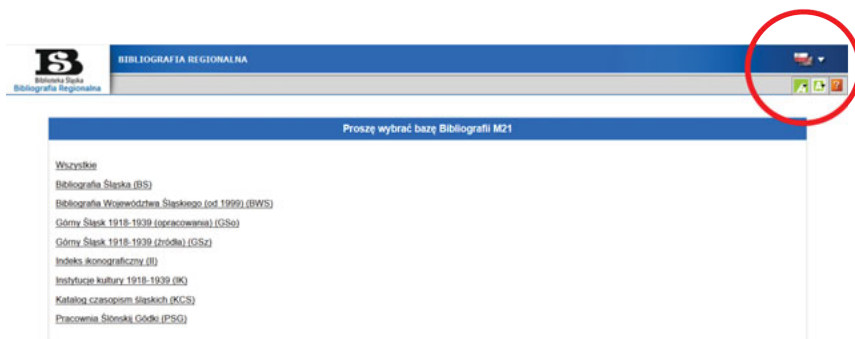 BIBLIOGRAFIA REGIONALNA
BS
Biblioteka Śląska
Bibliografia Regionalna
Proszę wybrać bazę Bibliografii M21
Wszystkie
Bibliografia Śląska (BS)
Bibliografia Województwa Śląskiego (od 1999) (BWS)
Górny Śląsk 1918-1939 (opracowania) (GSo)
Górny Śląsk 1918-1939 (źródła) (GSz)
Indeks ikonograficzny (II)
Instytucje kultury 1918-1939 (IK)
Katalog czasopism śląskich (KCS)
Pracownia Ślōnskij Gŏdki (PSG)